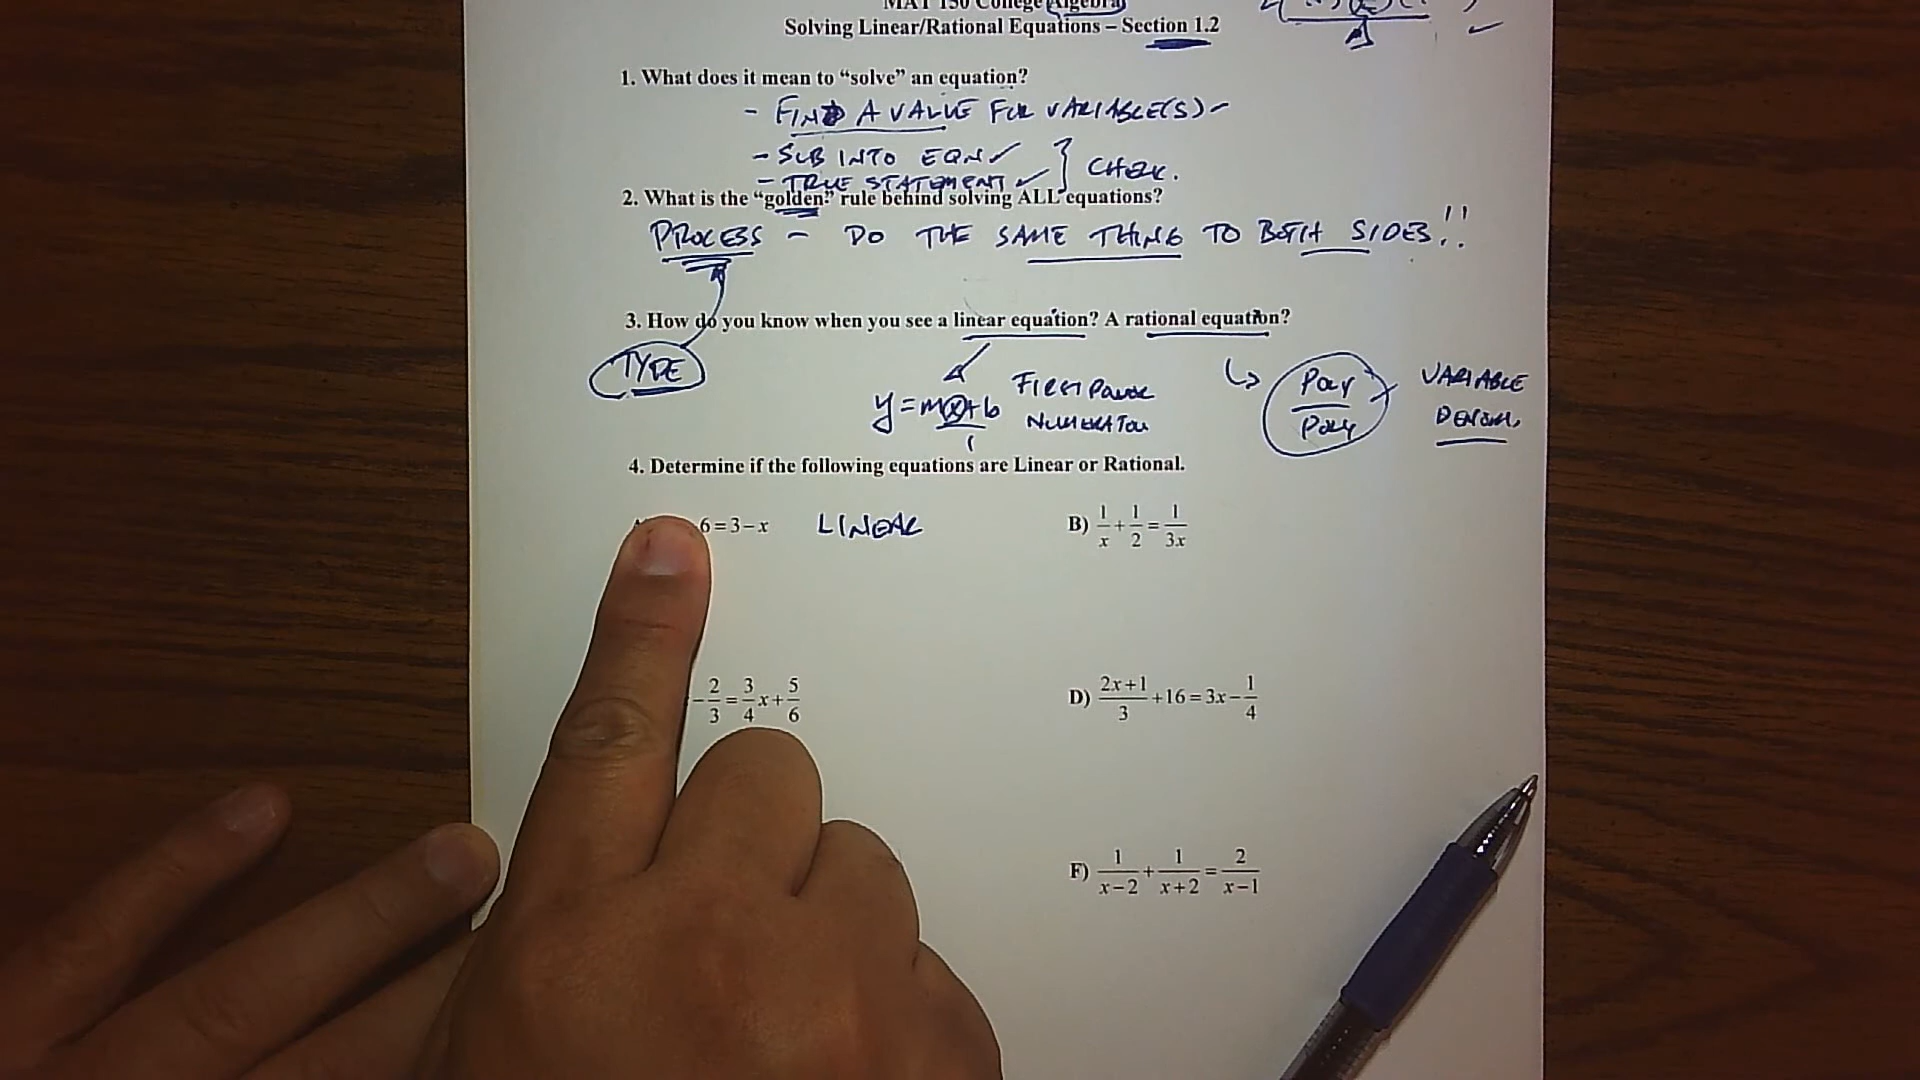 MAT 150 College Algebra
Solving Linear/Rational Equations – Section 1.2
1. What does it mean to “solve” an equation?
- FIND A VALUE FOR VARIABLE(S) -
- SUB INTO EQN ✓
- TRUE STATEMENT ✓ } CHECK.
2. What is the “golden” rule behind solving ALL equations?
PROCESS - DO THE SAME THING TO BOTH SIDES!!
3. How do you know when you see a linear equation? A rational equation?
TYPE
y=mx+b
1
FIRST POWER
NUMERATOR
POLY
POLY
VARIABLE
DENOM.
4. Determine if the following equations are Linear or Rational.
6=3-x LINEAR
B) 1/x + 1/2 = 1/3x
- 2/3 = 3/4 x + 5/6
D) 2x+1/3 +16=3x- 1/4
F) 1/x-2 + 1/x+2 = 2/x-1